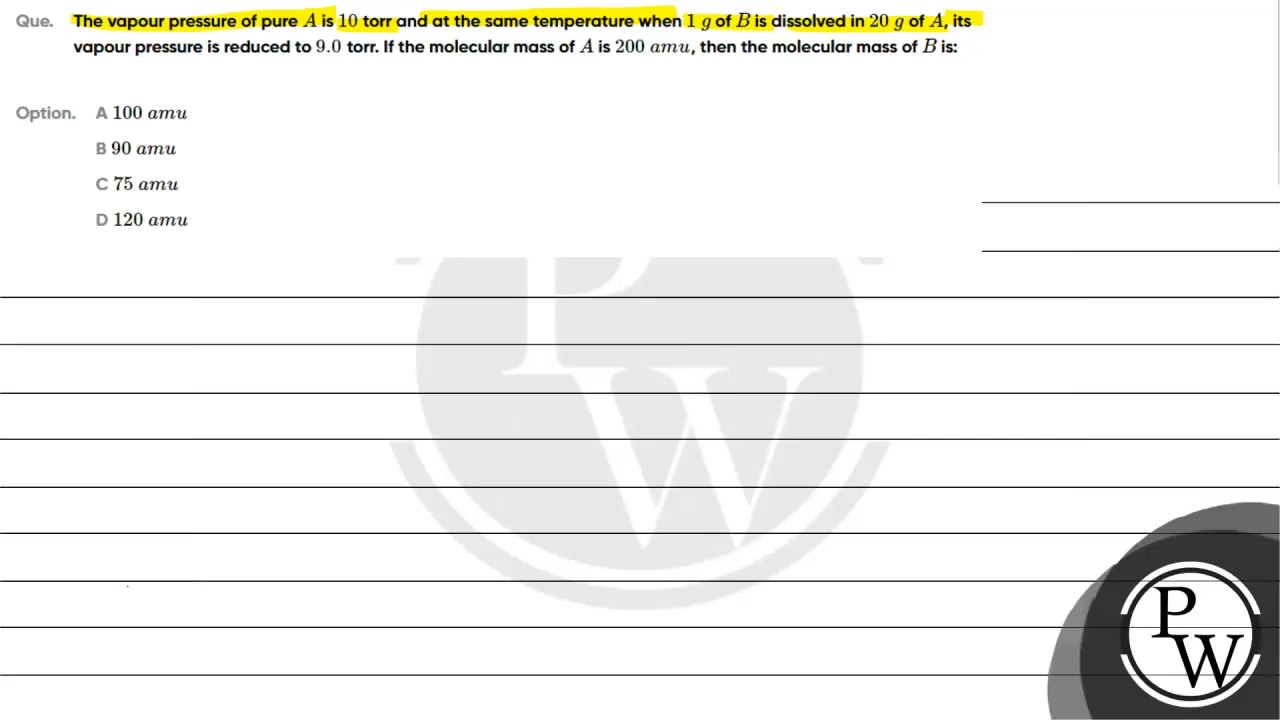 Que. The vapour pressure of pure A is 10 torr and at the same temperature when 1 g of B is dissolved in 20 g of A, its
vapour pressure is reduced to 9.0 torr. If the molecular mass of A is 200 amu, then the molecular mass of B is:
Option. A 100 amu
B 90 amu
C 75 amu
D 120 amu
P
W
P
W